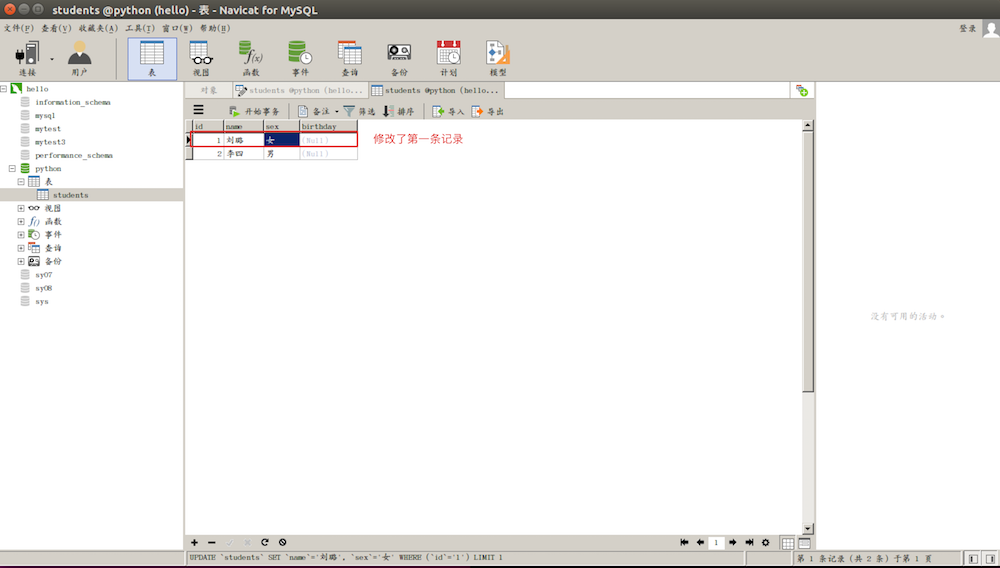 students @python (hello) - 表 - Navicat for MySQL
文件(F) 查看(V) 收藏夹(A) 工具(T) 窗口(W) 帮助(H) 登录
连接 用户 表 视图 函数 事件 查询 备份 计划 模型
hello
information_schema
mysql
mytest
mytest3
performance_schema
python
表
students
视图
函数
事件
查询
备份
sy07
sy08
sys
对象 students @python (hello... students @python (hello...
开始事务 备注 筛选 排序 导入 导出
id name sex birthday
1 刘璐 女 (Null)
2 李四 男 (Null)
修改了第一条记录
没有可用的活动。
1
UPDATE `students` SET `name`='刘璐', `sex`='女' WHERE (`id`='1') LIMIT 1
第 1 条记录 (共 2 条) 于第 1 页